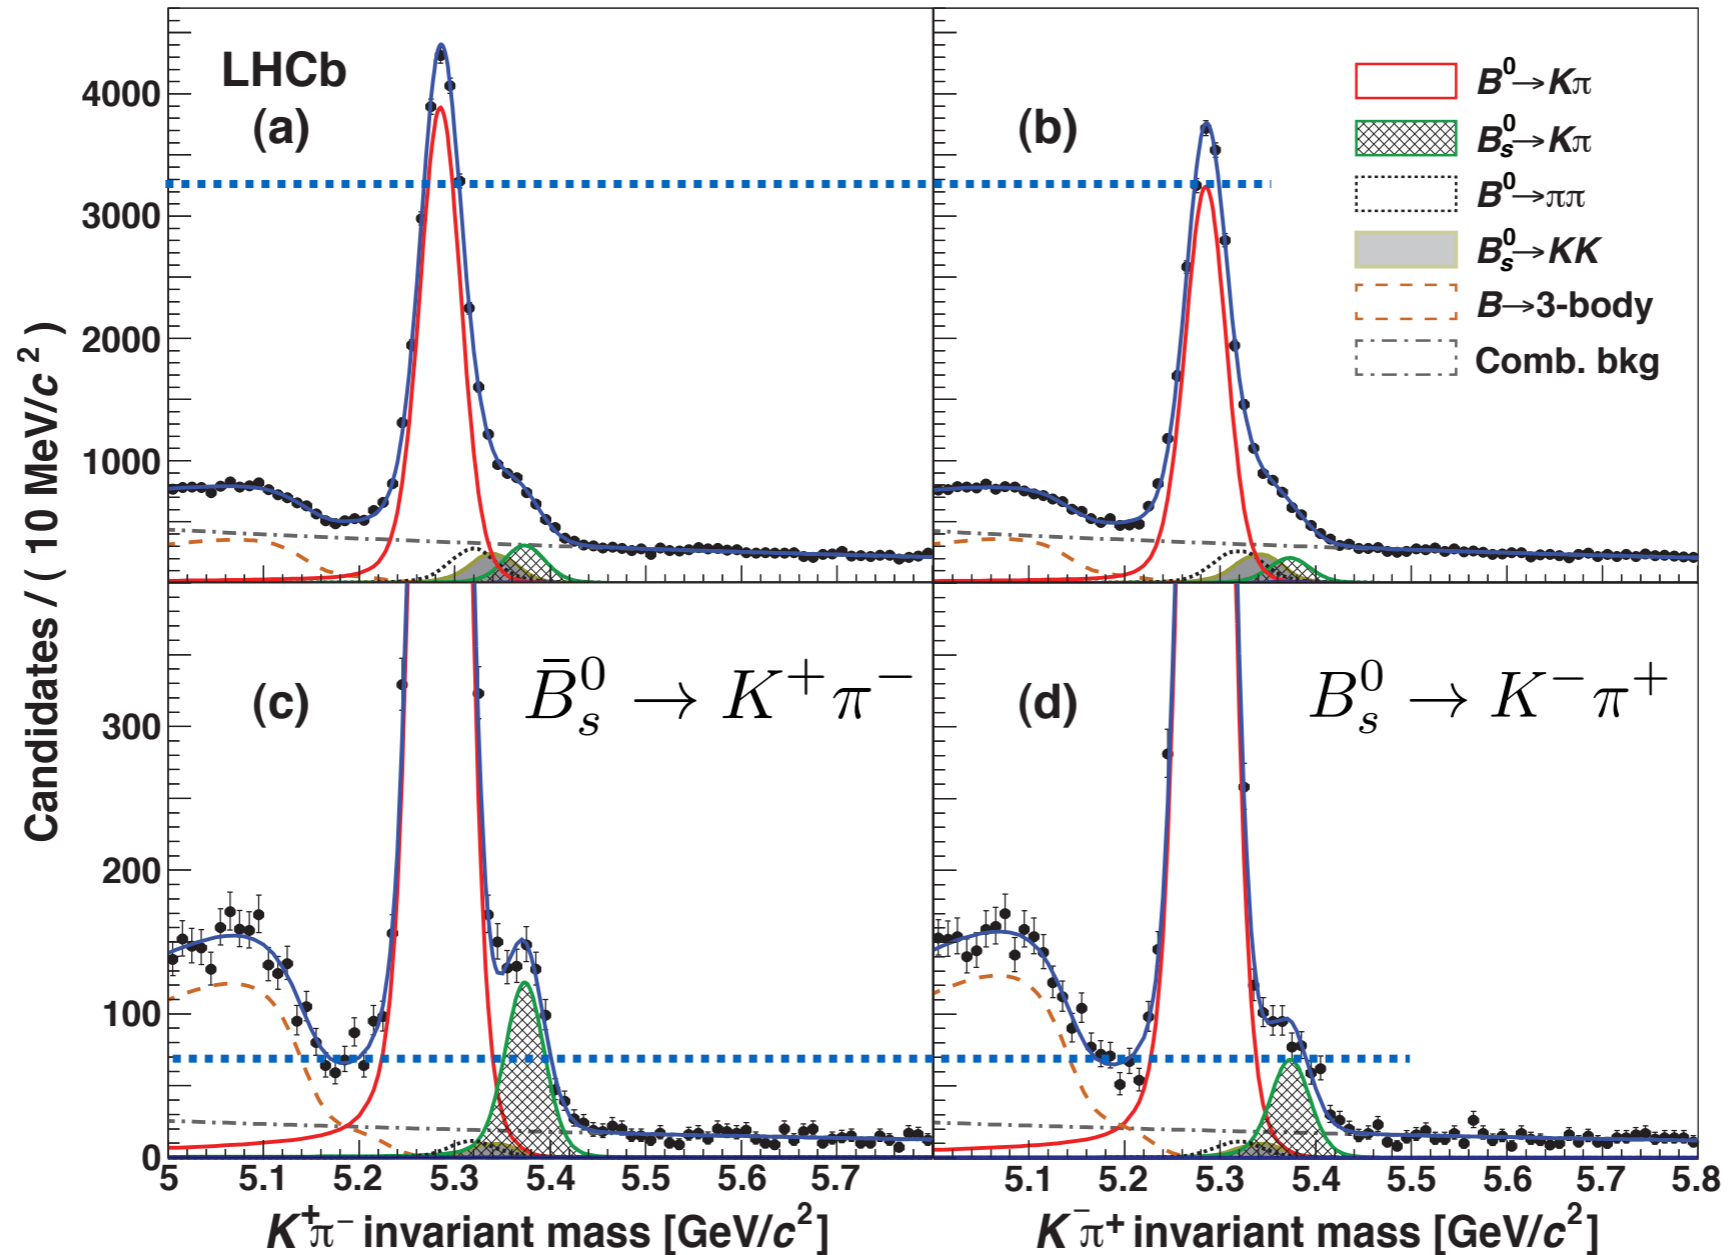 LHCb
(a)
(b)
B⁰→Kπ
B⁰ₛ→Kπ
B⁰→ππ
B⁰ₛ→KK
B→3-body
Comb. bkg
4000
3000
2000
1000
Candidates / ( 10 MeV/c² )
(c)
B̄⁰ₛ → K⁺π⁻
(d)
B⁰ₛ → K⁻π⁺
300
200
100
0
5 5.1 5.2 5.3 5.4 5.5 5.6 5.7
5.1 5.2 5.3 5.4 5.5 5.6 5.7 5.8
K⁺π⁻ invariant mass [GeV/c²]
K⁻π⁺ invariant mass [GeV/c²]